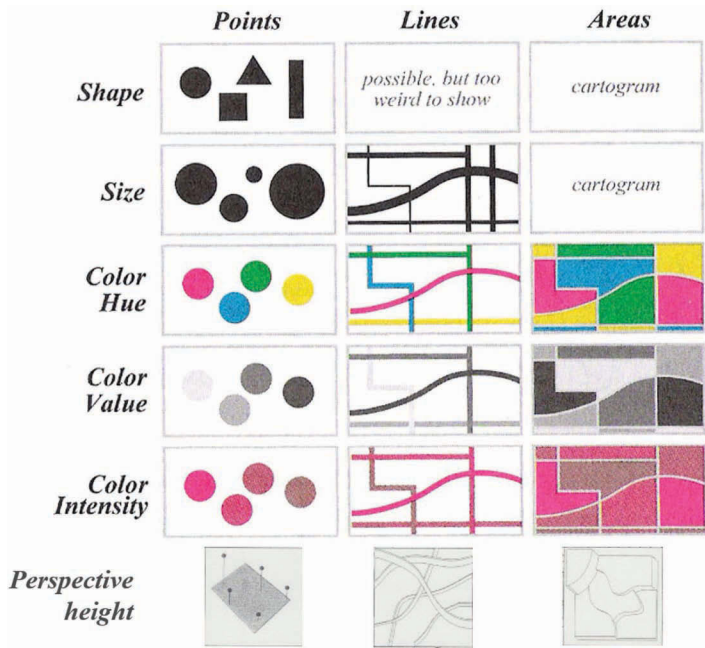 Points Lines Areas
Shape
possible, but too
weird to show
cartogram
Size
cartogram
Color
Hue
Color
Value
Color
Intensity
Perspective
height